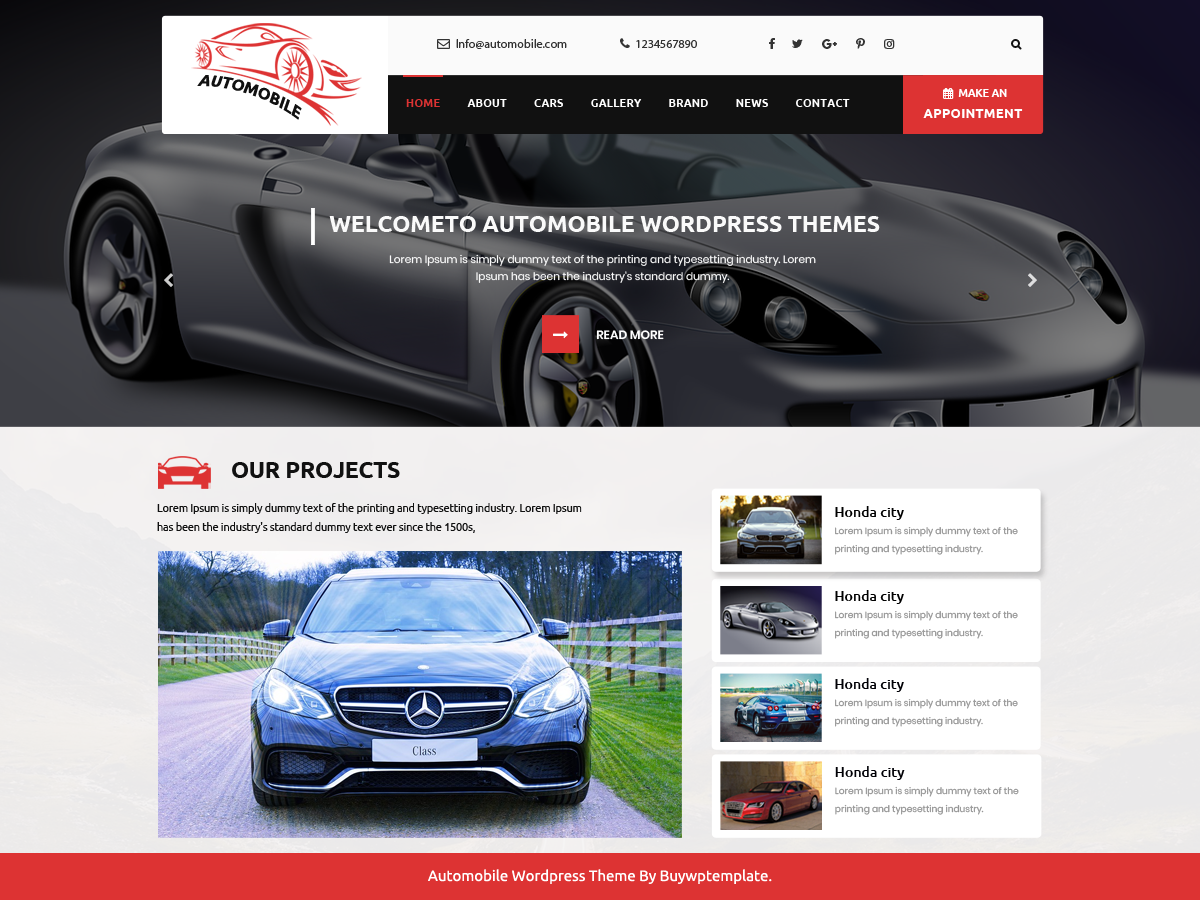 AUTOMOBILE
Info@automobile.com
1234567890
HOME ABOUT CARS GALLERY BRAND NEWS CONTACT
MAKE AN
APPOINTMENT
WELCOMETO AUTOMOBILE WORDPRESS THEMES
Lorem Ipsum is simply dummy text of the printing and typesetting industry. Lorem
Ipsum has been the industry's standard dummy.
READ MORE
OUR PROJECTS
Lorem Ipsum is simply dummy text of the printing and typesetting industry. Lorem Ipsum
has been the industry's standard dummy text ever since the 1500s,
Class
Honda city
Lorem Ipsum is simply dummy text of the
printing and typesetting industry.
Honda city
Lorem Ipsum is simply dummy text of the
printing and typesetting industry.
Honda city
Lorem Ipsum is simply dummy text of the
printing and typesetting industry.
Honda city
Lorem Ipsum is simply dummy text of the
printing and typesetting industry.
Automobile Wordpress Theme By Buywptemplate.